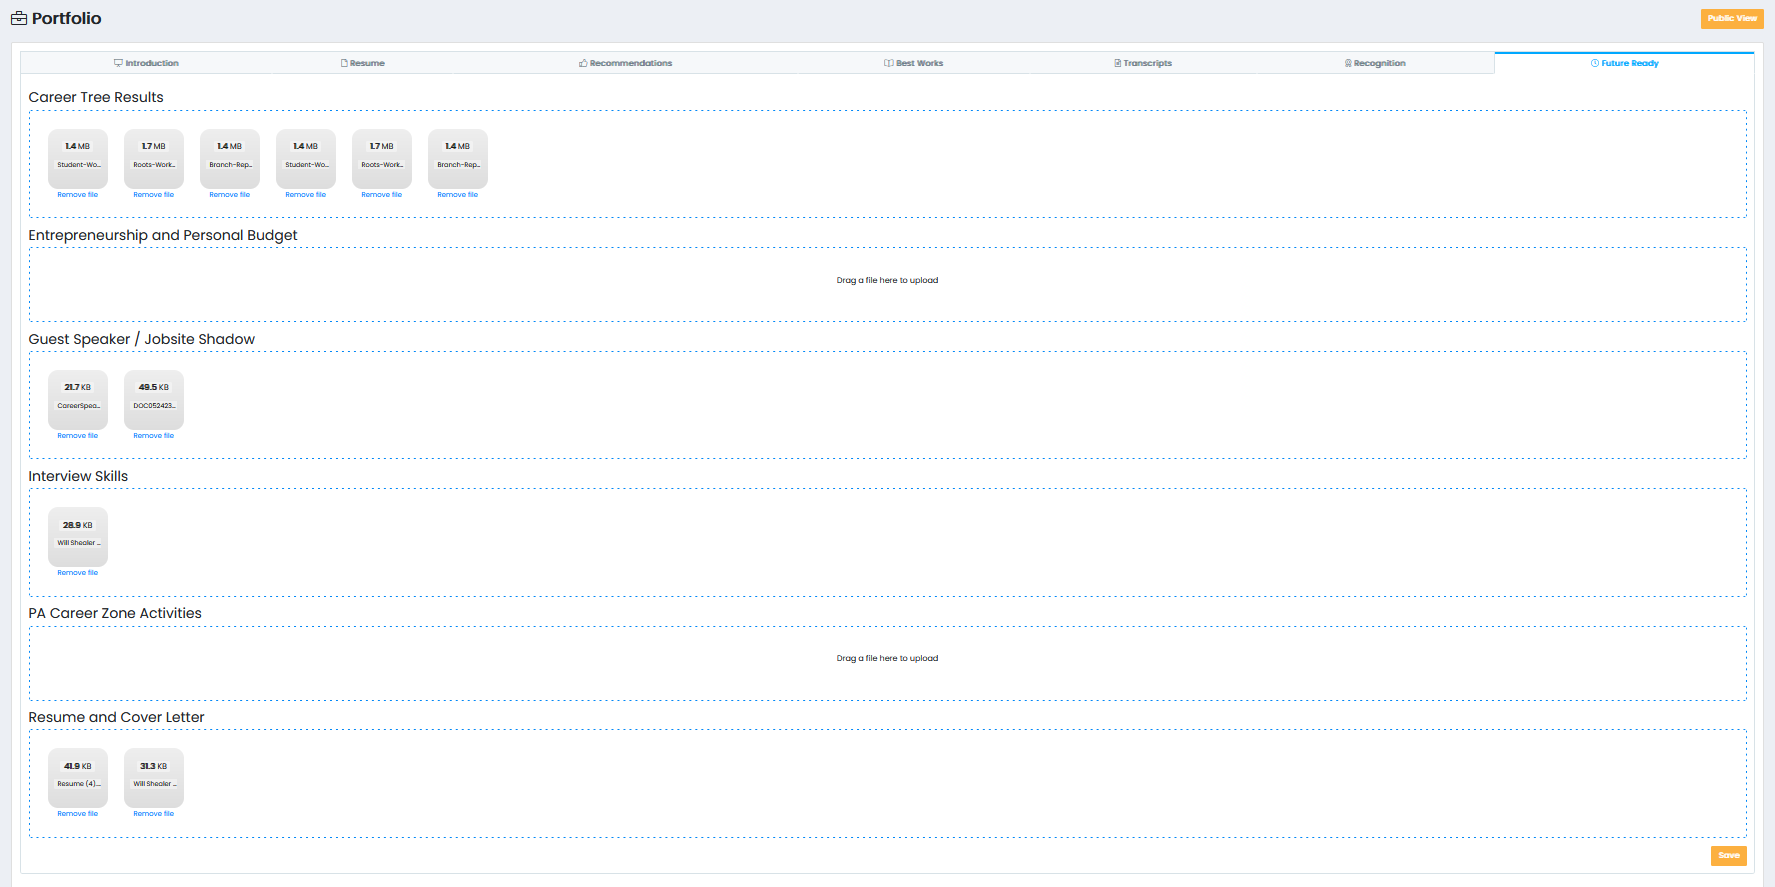 Portfolio
Public View
Introduction
Resume
Recommendations
Best Works
Transcripts
Recognition
Future Ready
Career Tree Results
1.4 MB
1.7 MB
1.4 MB
1.4 MB
1.7 MB
1.4 MB
Student-Wo...
Roots-Work...
Branch-Rep...
Student-Wo...
Roots-Work...
Branch-Rep...
Remove file
Remove file
Remove file
Remove file
Remove file
Remove file
Entrepreneurship and Personal Budget
Drag a file here to upload
Guest Speaker / Jobsite Shadow
21.7 KB
49.5 KB
CareerSpea...
DOC052423...
Remove file
Remove file
Interview Skills
28.9 KB
Will Shealer ...
Remove file
PA Career Zone Activities
Drag a file here to upload
Resume and Cover Letter
41.9 KB
31.3 KB
Resume (4)....
Will Shealer ...
Remove file
Remove file
Save